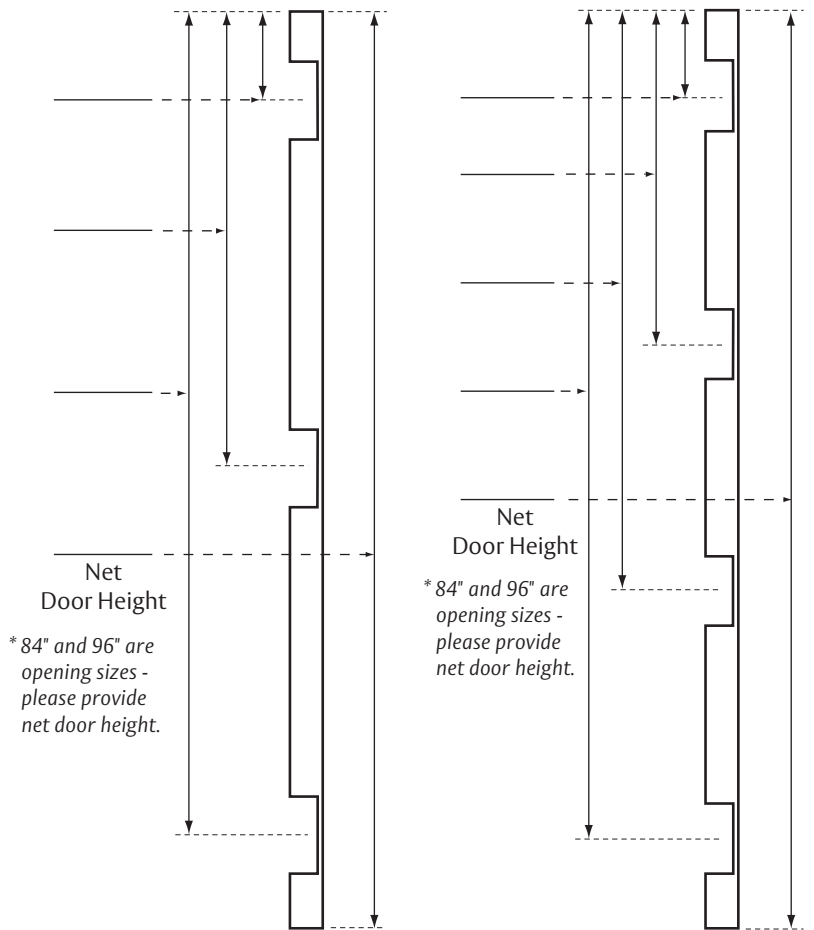 Net
Door Height
* 84" and 96" are
opening sizes -
please provide
net door height.
Net
Door Height
* 84" and 96" are
opening sizes -
please provide
net door height.